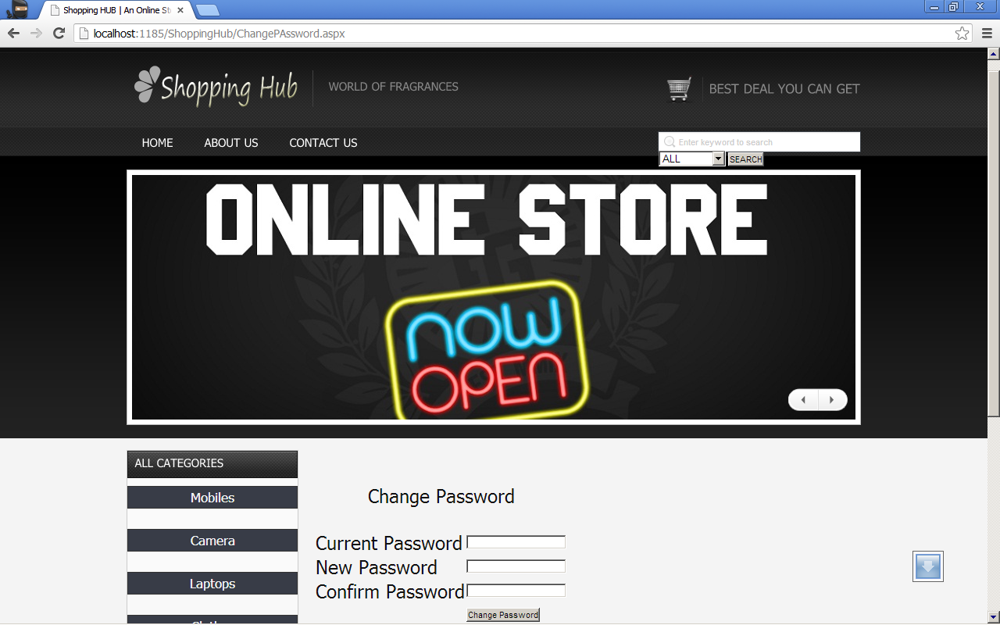 Shopping HUB | An Online St
localhost:1185/ShoppingHub/ChangePAssword.aspx
Shopping Hub
WORLD OF FRAGRANCES
BEST DEAL YOU CAN GET
HOME
ABOUT US
CONTACT US
Enter keyword to search
ALL
SEARCH
ONLINE STORE
NOW
OPEN
ALL CATEGORIES
Mobiles
Camera
Laptops
Change Password
Current Password
New Password
Confirm Password
Change Password